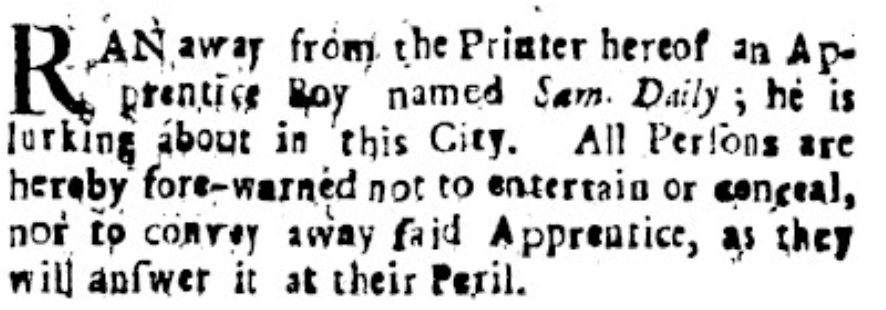 RAN away from the Printer hereof an Ap-
prentice Boy named Sam. Daily; he is
lurking about in this City. All Perſons are
hereby fore-warned not to entertain or conceal,
nor to convey away ſaid Apprentice, as they
will anſwer it at their Peril.